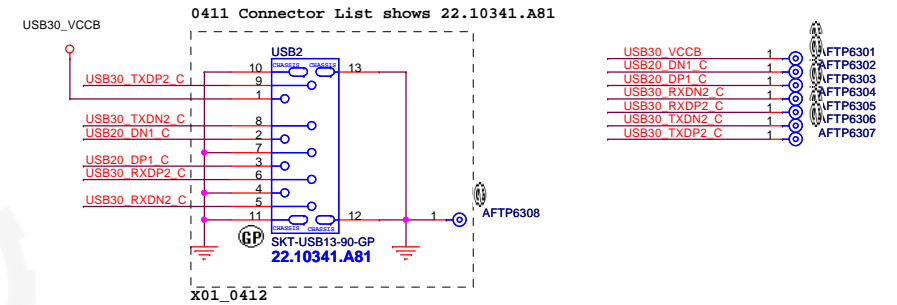 0411 Connector List shows 22.10341.A81
USB30_VCCB
USB2
10 CHASSIS CHASSIS 13
USB30_TXDP2_C 9
1
USB30_TXDN2_C 8
USB20_DN1_C 2
7
USB20_DP1_C 3
USB30_RXDP2_C 6
4
USB30_RXDN2_C 5
11 CHASSIS CHASSIS 12
1 AFTP6308
GP
SKT-USB13-90-GP
22.10341.A81
X01_0412
USB30_VCCB 1 AFTP6301
USB20_DN1_C 1 AFTP6302
USB20_DP1_C 1 AFTP6303
USB30_RXDN2_C 1 AFTP6304
USB30_RXDP2_C 1 AFTP6305
USB30_TXDN2_C 1 AFTP6306
USB30_TXDP2_C 1 AFTP6307